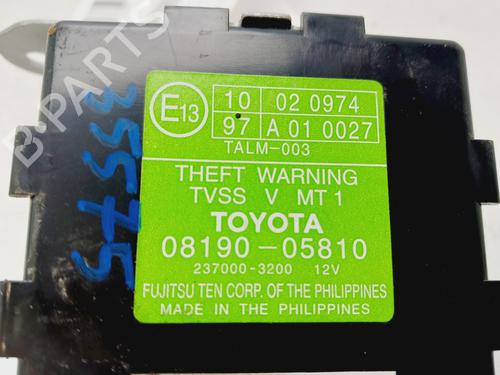 B-PARTS
E13
10 02 0974
97 A 01 0027
TALM-003
THEFT WARNING
TVSS V MT 1
TOYOTA
08190-05810
237000-3200 12V
FUJITSU TEN CORP. OF THE PHILIPPINES
MADE IN THE PHILIPPINES